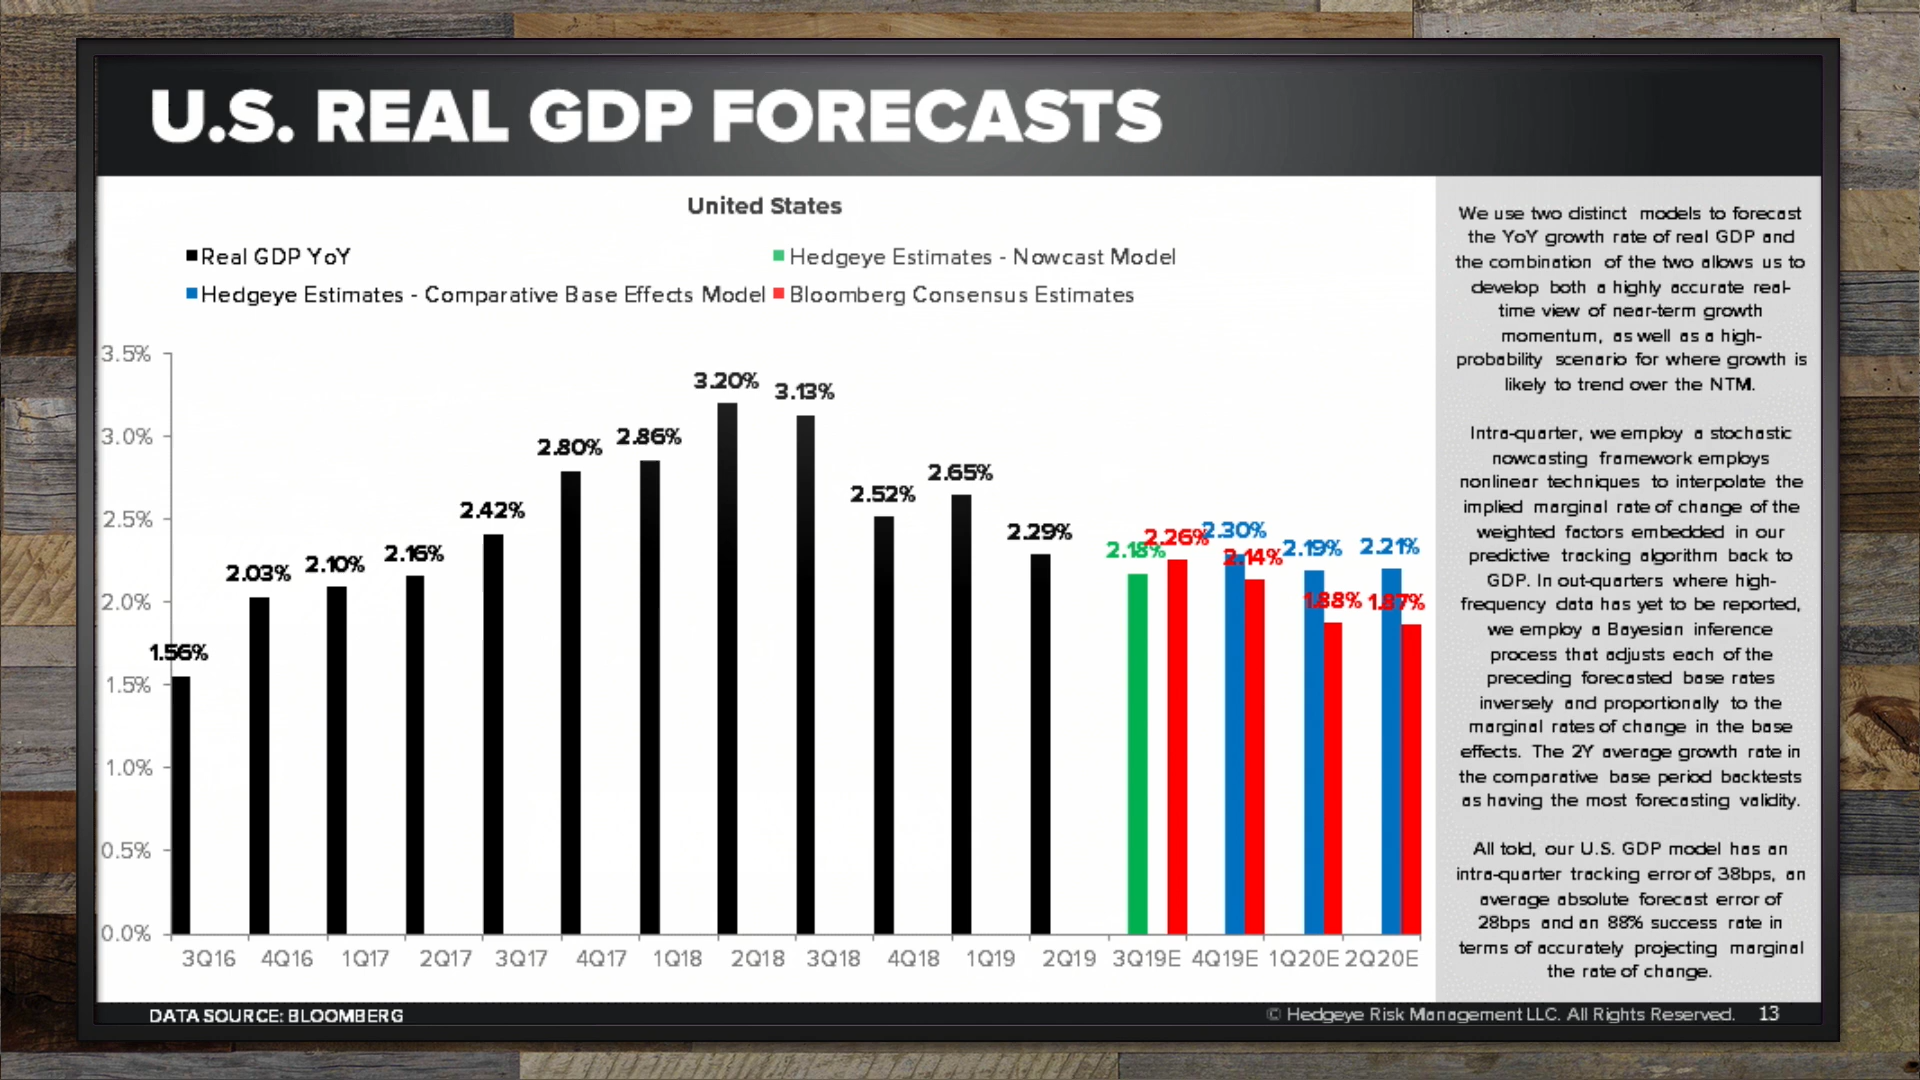 U.S. REAL GDP FORECASTS
United States
Real GDP YoY
Hedgeye Estimates - Nowcast Model
Hedgeye Estimates - Comparative Base Effects Model
Bloomberg Consensus Estimates
3.5%
3.0%
2.5%
2.0%
1.5%
1.0%
0.5%
0.0%
1.56%
2.03%
2.10%
2.16%
2.42%
2.80%
2.86%
3.20%
3.13%
2.52%
2.65%
2.29%
2.18%
2.26%
2.30%
2.14%
2.19%
1.88%
2.21%
1.87%
3Q16 4Q16 1Q17 2Q17 3Q17 4Q17 1Q18 2Q18 3Q18 4Q18 1Q19 2Q19 3Q19E 4Q19E 1Q20E 2Q20E
We use two distinct models to forecast
the YoY growth rate of real GDP and
the combination of the two allows us to
develop both a highly accurate real-
time view of near-term growth
momentum, as well as a high-
probability scenario for where growth is
likely to trend over the NTM.
Intra-quarter, we employ a stochastic
nowcasting framework employs
nonlinear techniques to interpolate the
implied marginal rate of change of the
weighted factors embedded in our
predictive tracking algorithm back to
GDP. In out-quarters where high-
frequency data has yet to be reported,
we employ a Bayesian inference
process that adjusts each of the
preceding forecasted base rates
inversely and proportionally to the
marginal rates of change in the base
effects. The 2Y average growth rate in
the comparative base period backtests
as having the most forecasting validity.
All told, our U.S. GDP model has an
intra-quarter tracking error of 38bps, an
average absolute forecast error of
28bps and an 88% success rate in
terms of accurately projecting marginal
the rate of change.
DATA SOURCE: BLOOMBERG
© Hedgeye Risk Management LLC. All Rights Reserved. 13